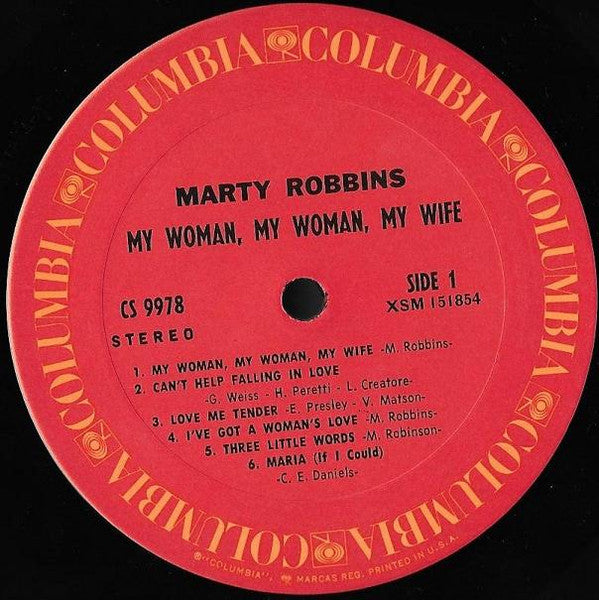 COLUMBIA COLUMBIA COLUMBIA COLUMBIA COLUMBIA COLUMBIA
MARTY ROBBINS
MY WOMAN, MY WOMAN, MY WIFE
CS 9978
SIDE 1
STEREO
XSM 151854
1. MY WOMAN, MY WOMAN, MY WIFE -M. Robbins-
2. CAN'T HELP FALLING IN LOVE
-G. Weiss - H. Peretti - L. Creatore-
3. LOVE ME TENDER -E. Presley - V. Matson-
4. I'VE GOT A WOMAN'S LOVE -M. Robbins-
5. THREE LITTLE WORDS -M. Robinson-
6. MARIA (If I Could)
-C. E. Daniels-
®"COLUMBIA", MARCAS REG. PRINTED IN U.S.A.